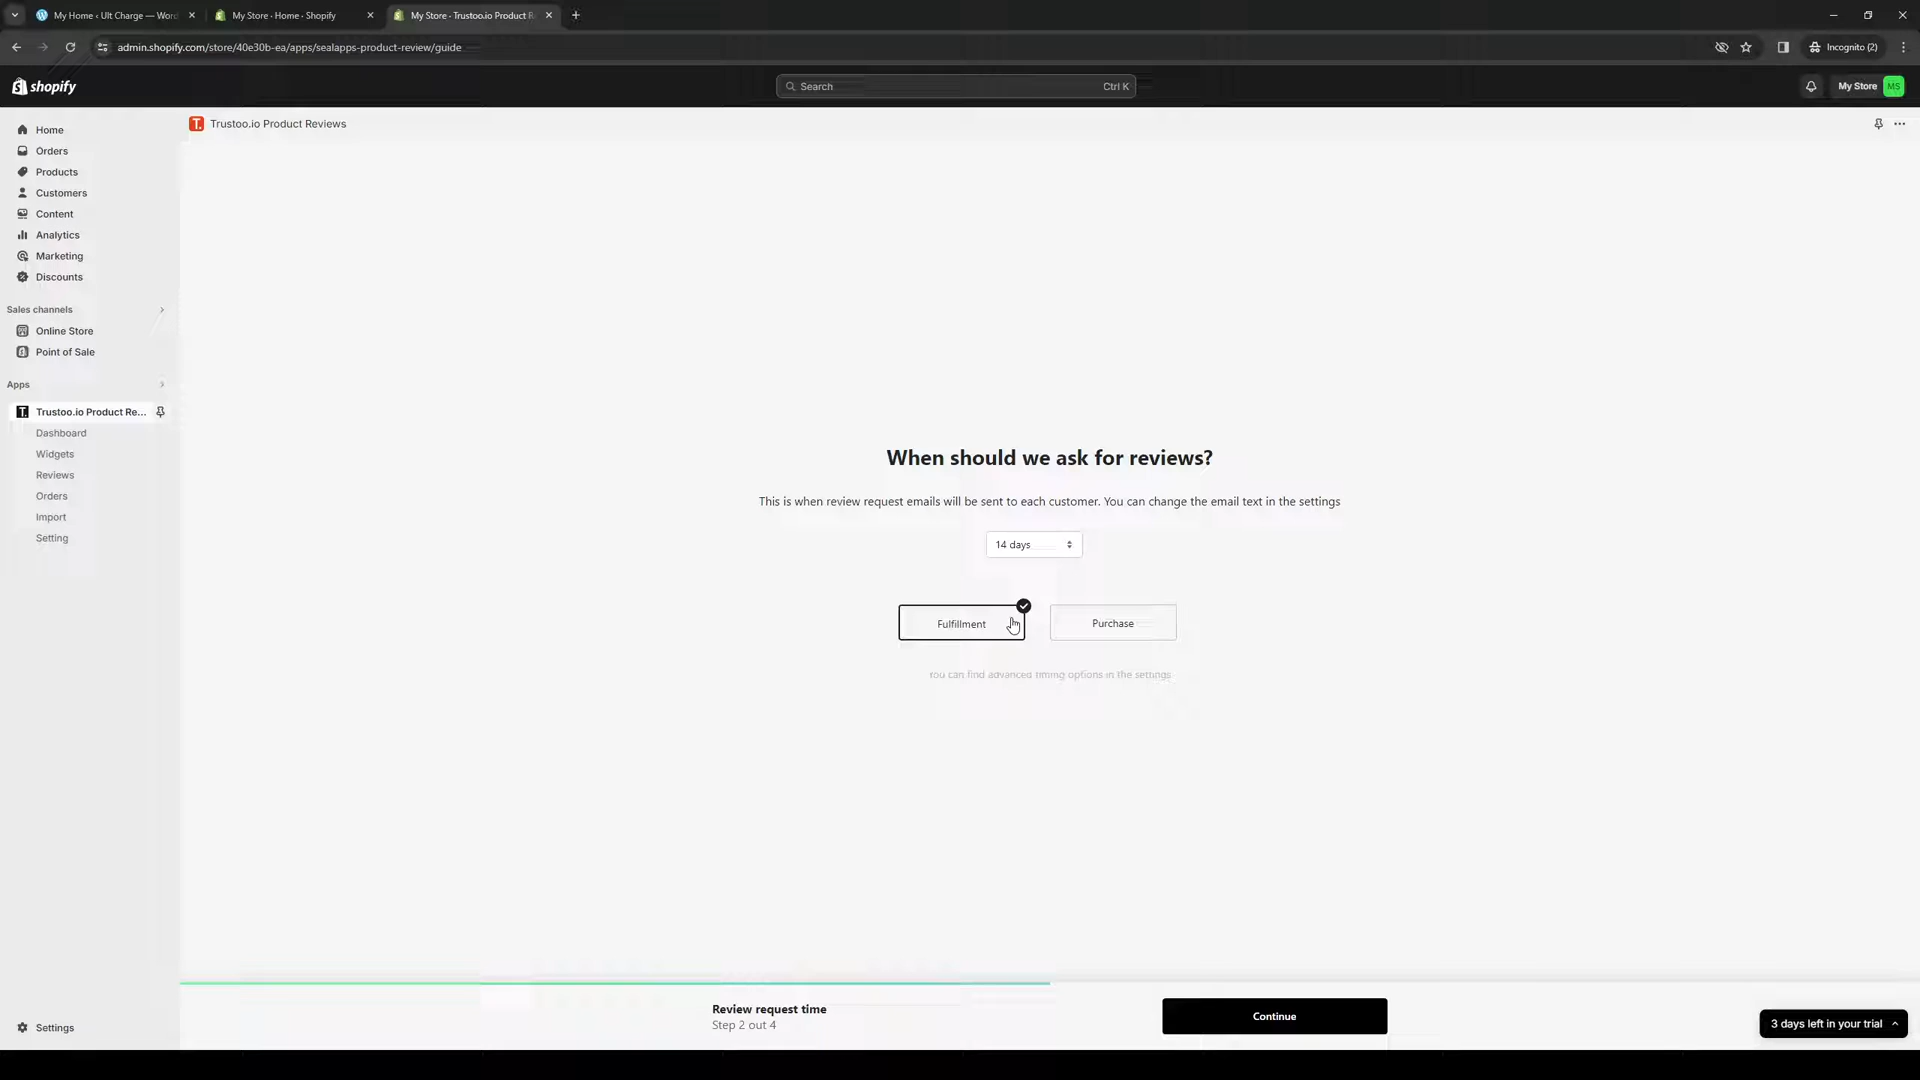 My Home ‹ Ult Charge — Word
My Store · Home · Shopify
My Store · Trustoo.io Product R
admin.shopify.com/store/40e30b-ea/apps/sealapps-product-review/guide
Incognito (2)
shopify
Search
Ctrl K
My Store
MS
Home
Orders
Products
Customers
Content
Analytics
Marketing
Discounts
Sales channels
Online Store
Point of Sale
Apps
Trustoo.io Product Re...
Dashboard
Widgets
Reviews
Orders
Import
Setting
Settings
T. Trustoo.io Product Reviews
When should we ask for reviews?
This is when review request emails will be sent to each customer. You can change the email text in the settings
14 days
Fulfillment
Purchase
You can find advanced timing options in the settings
Review request time
Step 2 out 4
Continue
3 days left in your trial